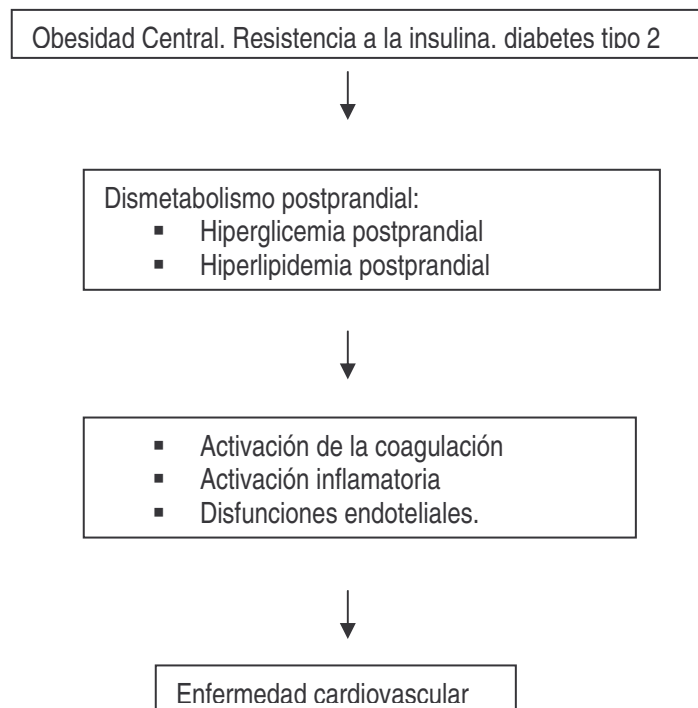 Obesidad Central. Resistencia a la insulina. diabetes tipo 2
Dismetabolismo postprandial:
▪ Hiperglicemia postprandial
▪ Hiperlipidemia postprandial
▪ Activación de la coagulación
▪ Activación inflamatoria
▪ Disfunciones endoteliales.
Enfermedad cardiovascular